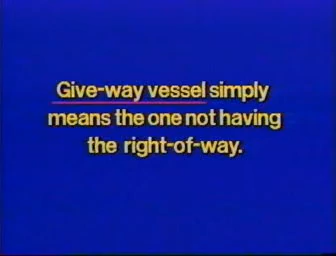 Give-way vessel simply
means the one not having
the right-of-way.